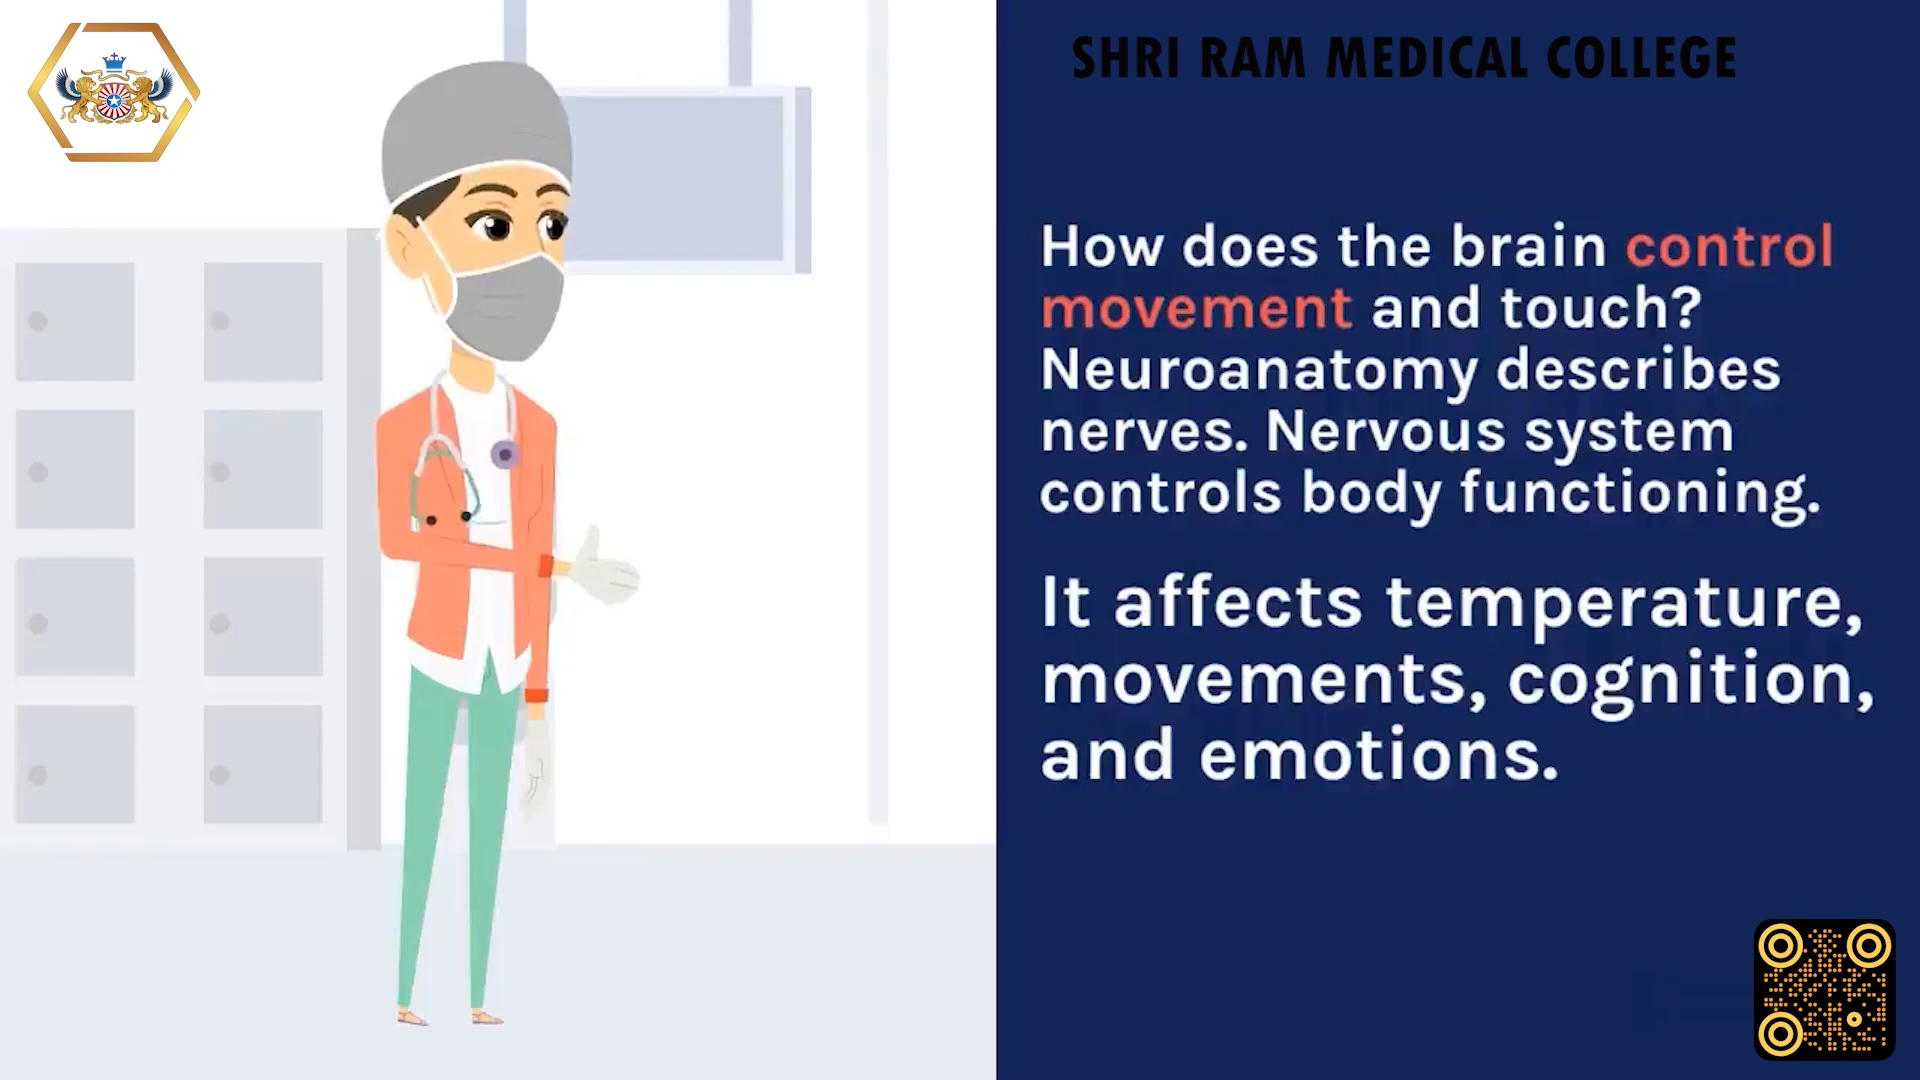 SHRI RAM MEDICAL COLLEGE
How does the brain control
movement and touch?
Neuroanatomy describes
nerves. Nervous system
controls body functioning.
It affects temperature,
movements, cognition,
and emotions.